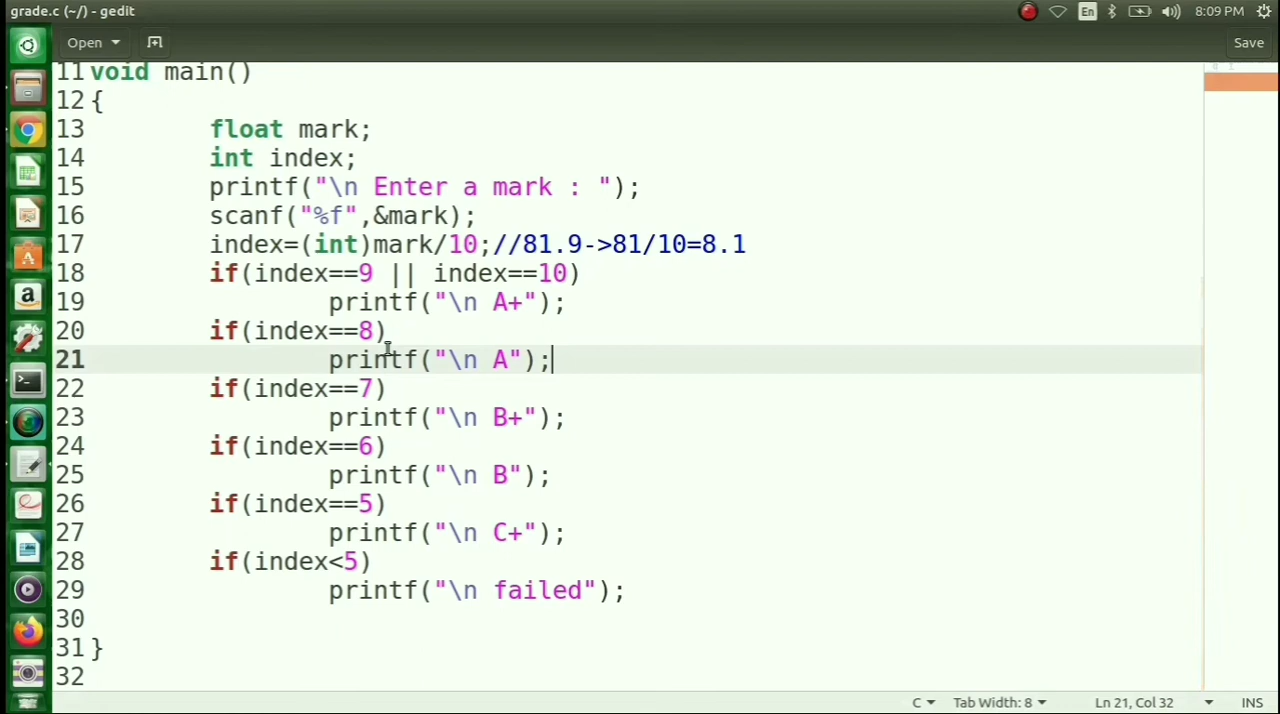 grade.c (~/) - gedit
En 8:09 PM
Open Save
11 void main()
12 {
13 float mark;
14 int index;
15 printf("\n Enter a mark : ");
16 scanf("%f",&mark);
17 index=(int)mark/10;//81.9->81/10=8.1
18 if(index==9 || index==10)
19 printf("\n A+");
20 if(index==8)
21 printf("\n A");
22 if(index==7)
23 printf("\n B+");
24 if(index==6)
25 printf("\n B");
26 if(index==5)
27 printf("\n C+");
28 if(index<5)
29 printf("\n failed");
30
31 }
32
C Tab Width: 8 Ln 21, Col 32 INS